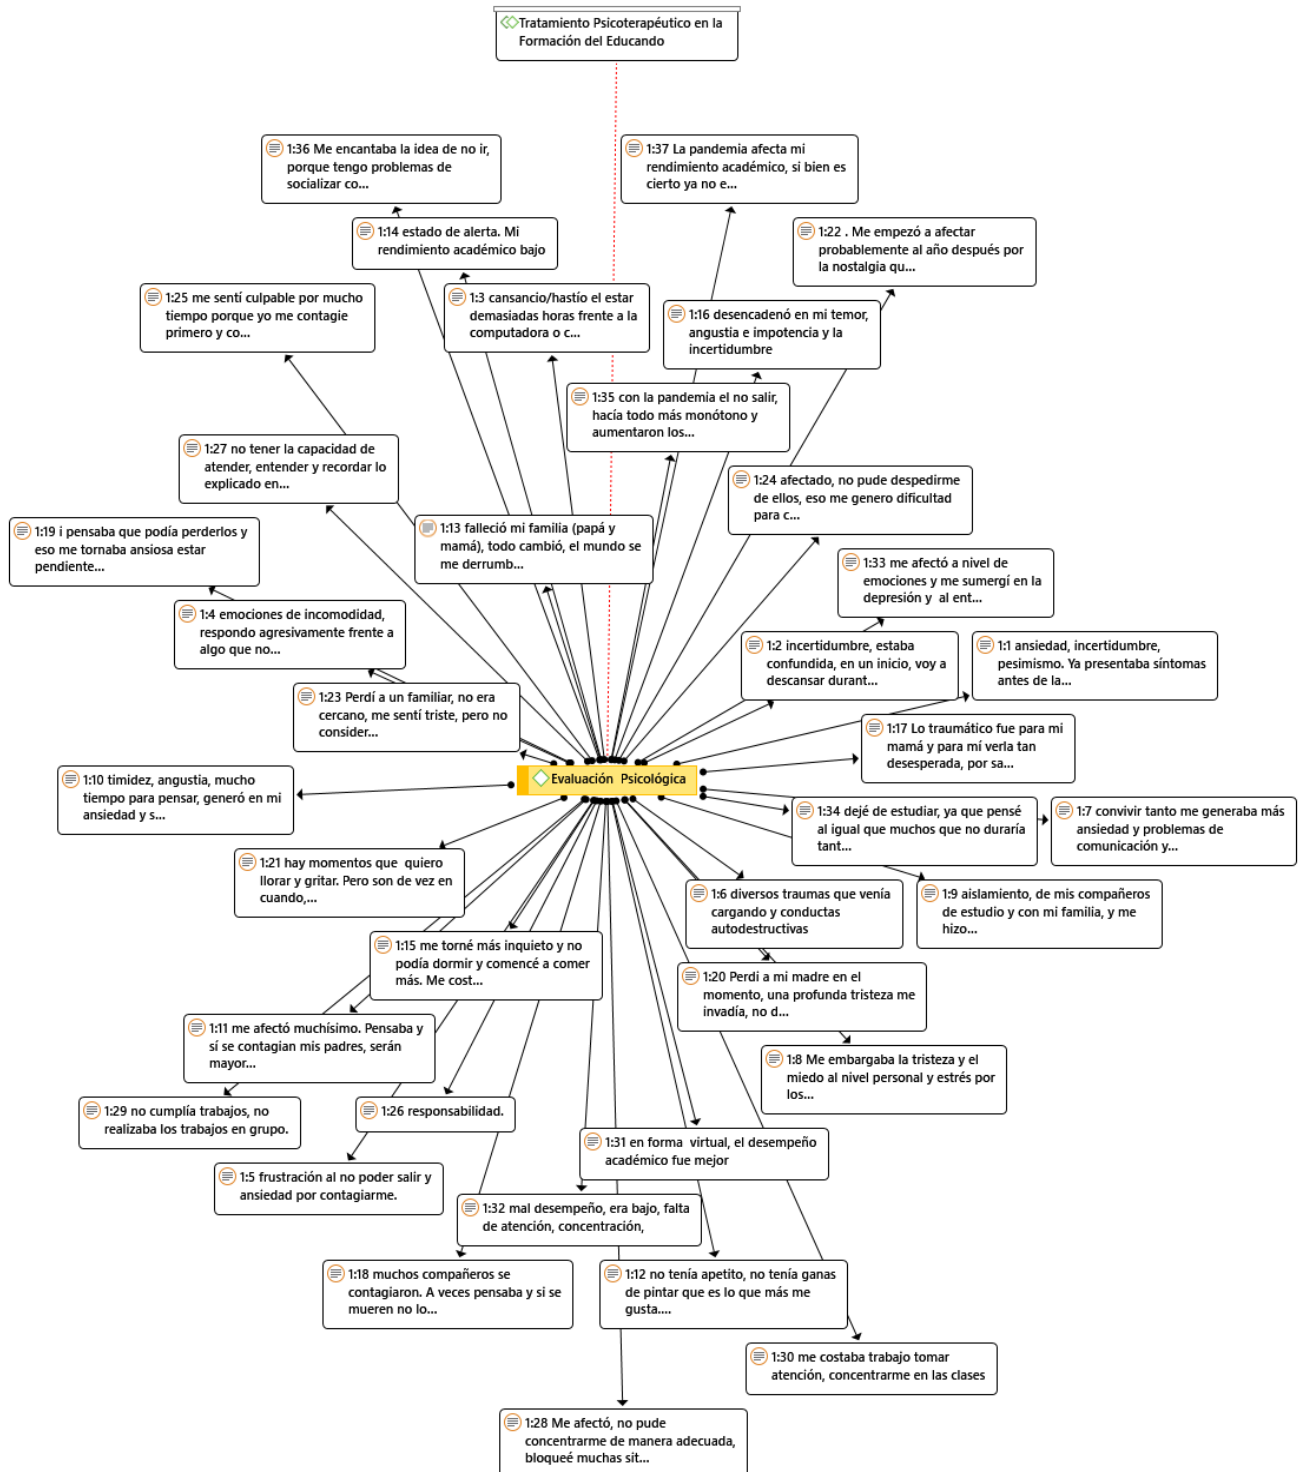 Tratamiento Psicoterapéutico en la
Formación del Educando
1:36 Me encantaba la idea de no ir,
porque tengo problemas de
socializar co...
1:37 La pandemia afecta mi
rendimiento académico, si bien es
cierto ya no e...
1:14 estado de alerta. Mi
rendimiento académico bajo
1:22 . Me empezó a afectar
probablemente al año después por
la nostalgia qu...
1:25 me sentí culpable por mucho
tiempo porque yo me contagie
primero y co...
1:3 cansancio/hastío el estar
demasiadas horas frente a la
computadora o c...
1:16 desencadenó en mi temor,
angustia e impotencia y la
incertidumbre
1:35 con la pandemia el no salir,
hacía todo más monótono y
aumentaron los...
1:27 no tener la capacidad de
atender, entender y recordar lo
explicado en...
1:24 afectado, no pude despedirme
de ellos, eso me genero dificultad
para c...
1:19 i pensaba que podía perderlos y
eso me tornaba ansiosa estar
pendiente...
1:13 falleció mi familia (papá y
mamá), todo cambió, el mundo se
me derrumb...
1:33 me afectó a nivel de
emociones y me sumergí en la
depresión y al ent...
1:4 emociones de incomodidad,
respondo agresivamente frente a
algo que no...
1:2 incertidumbre, estaba
confundida, en un inicio, voy a
descansar durant...
1:1 ansiedad, incertidumbre,
pesimismo. Ya presentaba síntomas
antes de la...
1:23 Perdí a un familiar, no era
cercano, me sentí triste, pero no
consider...
1:17 Lo traumático fue para mi
mamá y para mí verla tan
desesperada, por sa...
Evaluación Psicológica
1:10 timidez, angustia, mucho
tiempo para pensar, generó en mi
ansiedad y s...
1:34 dejé de estudiar, ya que pensé
al igual que muchos que no duraría
tant...
1:7 convivir tanto me generaba más
ansiedad y problemas de
comunicación y...
1:21 hay momentos que quiero
llorar y gritar. Pero son de vez en
cuando,...
1:6 diversos traumas que venía
cargando y conductas
autodestructivas
1:9 aislamiento, de mis compañeros
de estudio y con mi familia, y me
hizo...
1:15 me torné más inquieto y no
podía dormir y comencé a comer
más. Me cost...
1:20 Perdi a mi madre en el
momento, una profunda tristeza me
invadía, no d...
1:11 me afectó muchísimo. Pensaba y
sí se contagian mis padres, serán
mayor...
1:8 Me embargaba la tristeza y el
miedo al nivel personal y estrés por
los...
1:29 no cumplía trabajos, no
realizaba los trabajos en grupo.
1:26 responsabilidad.
1:31 en forma virtual, el desempeño
académico fue mejor
1:5 frustración al no poder salir y
ansiedad por contagiarme.
1:32 mal desempeño, era bajo, falta
de atención, concentración,
1:18 muchos compañeros se
contagiaron. A veces pensaba y si se
mueren no lo...
1:12 no tenía apetito, no tenía ganas
de pintar que es lo que más me
gusta....
1:30 me costaba trabajo tomar
atención, concentrarme en las clases
1:28 Me afectó, no pude
concentrarme de manera adecuada,
bloqueé muchas sit...